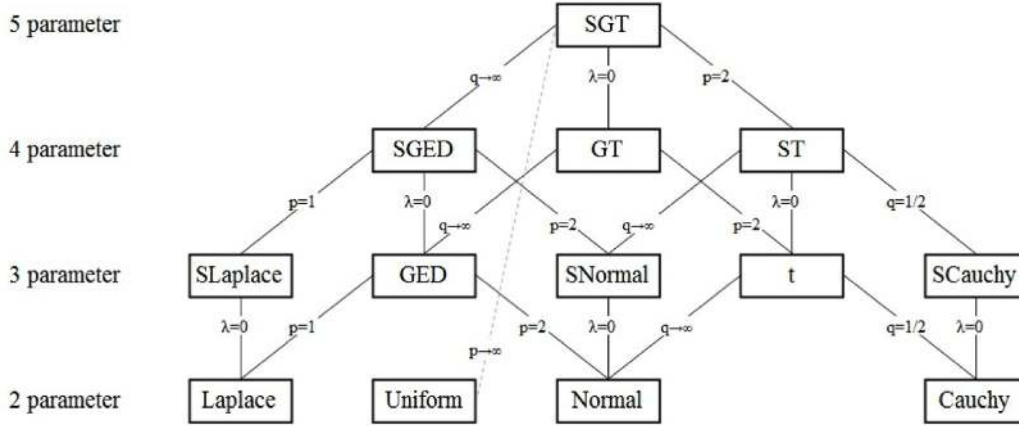 5 parameter SGT
q→∞ λ=0 p=2
4 parameter SGED GT ST
p=1 λ=0 q→∞ p=2 q→∞ p=2 λ=0 q=1/2
3 parameter SLaplace GED SNormal t SCauchy
λ=0 p=1 p→∞ p=2 λ=0 q→∞ q=1/2 λ=0
2 parameter Laplace Uniform Normal Cauchy